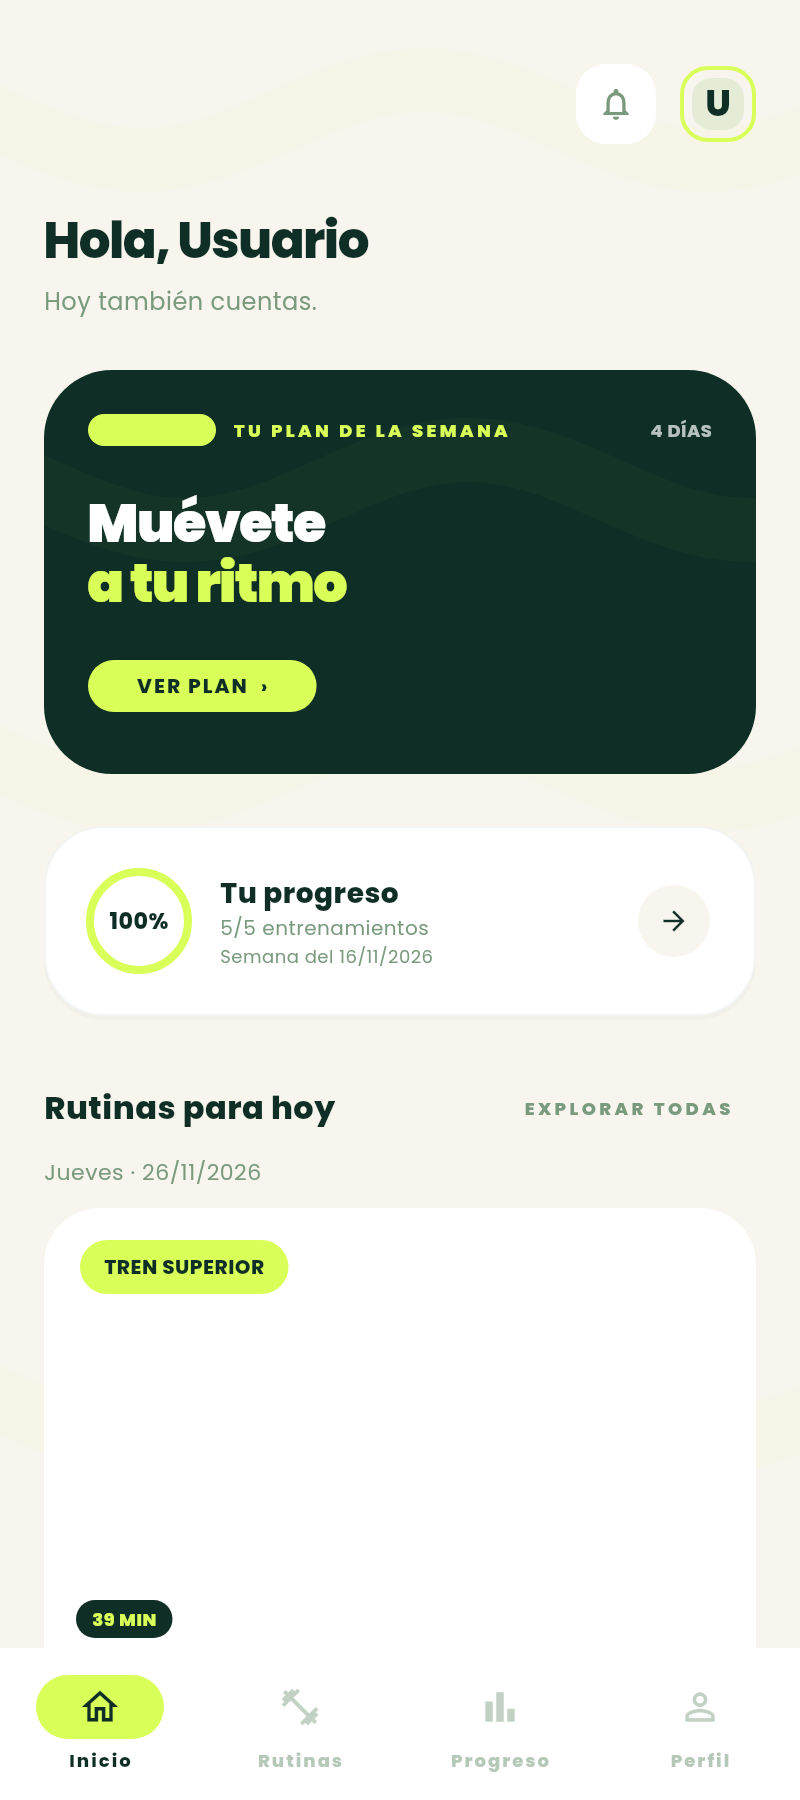 U
Hola, Usuario
Hoy también cuentas.
TU PLAN DE LA SEMANA
4 DÍAS
Muévete
a tu ritmo
VER PLAN ›
100%
Tu progreso
5/5 entrenamientos
Semana del 16/11/2026
Rutinas para hoy
EXPLORAR TODAS
Jueves · 26/11/2026
TREN SUPERIOR
39 MIN
Inicio
Rutinas
Progreso
Perfil